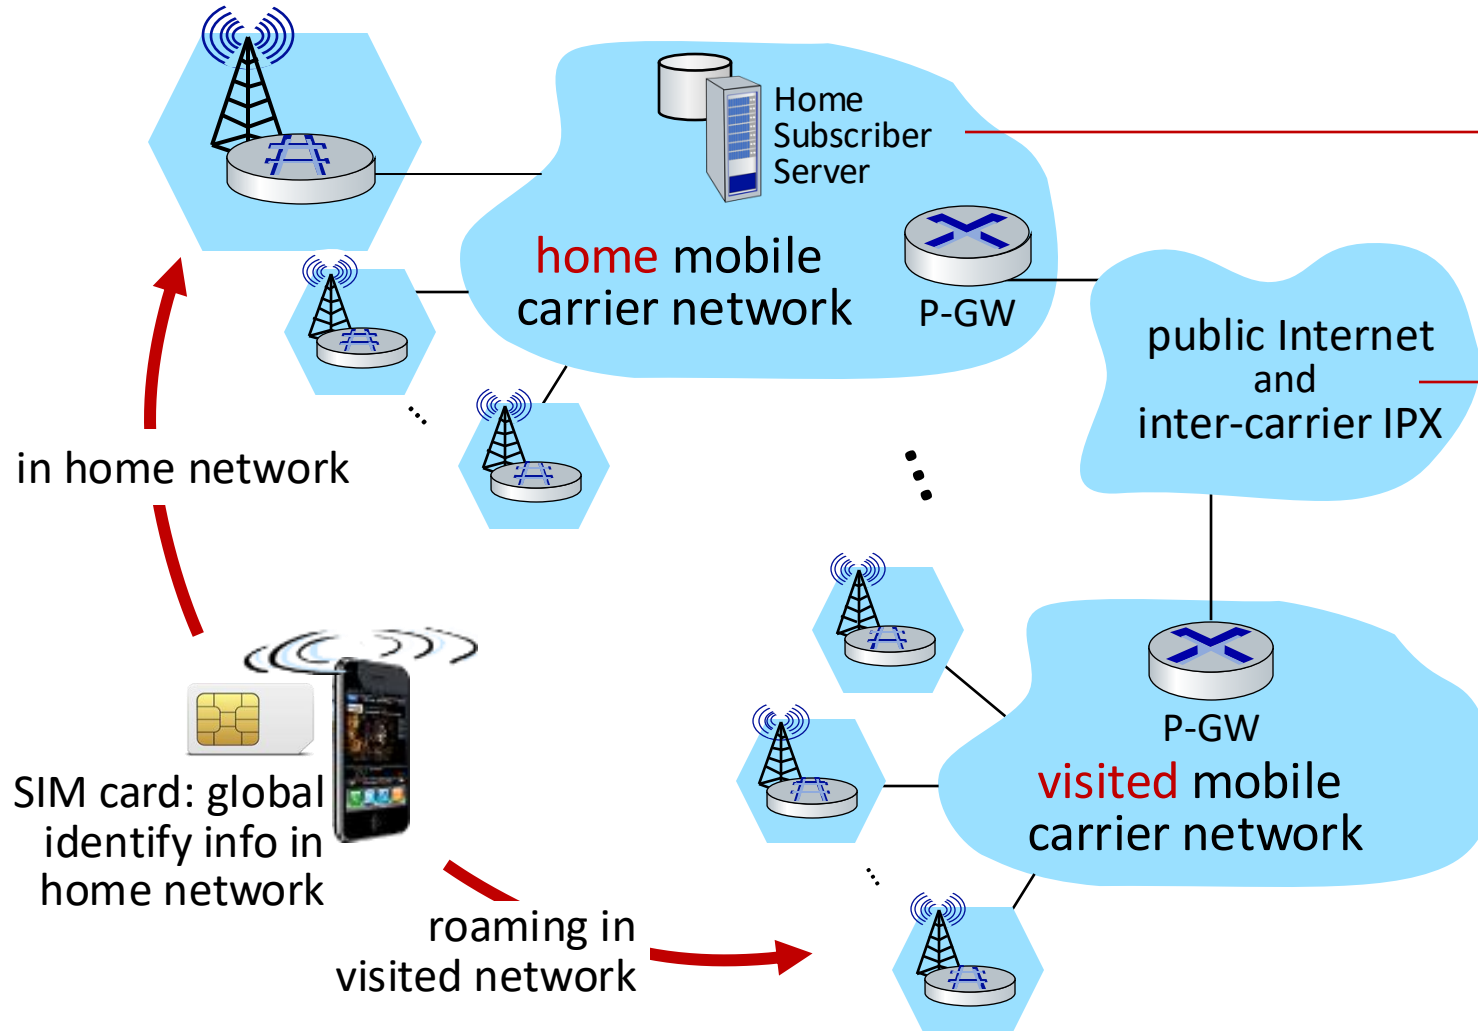 Home
Subscriber
Server
home mobile
carrier network
P-GW
public Internet
and
inter-carrier IPX
in home network
SIM card: global
identify info in
home network
P-GW
visited mobile
carrier network
roaming in
visited network